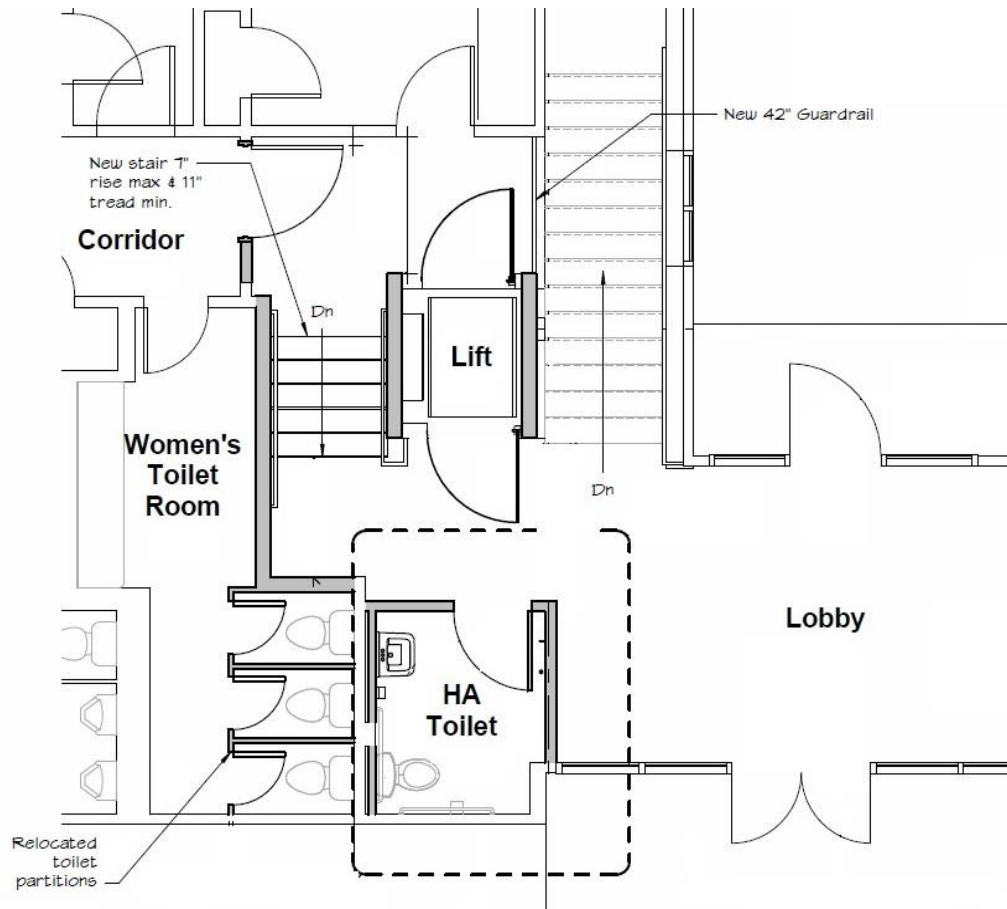 New 42" Guardrail
New stair 7"
rise max & 11"
tread min.
Corridor
Dn
Lift
Women's
Toilet
Room
Dn
Lobby
HA
Toilet
Relocated
toilet
partitions